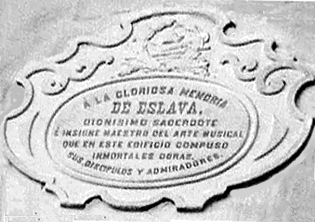 A LA GLORIOSA MEMORIA
DE ESLAVA.
DIGNISIMO SACERDOTE
É INSIGNE MAESTRO DEL ARTE MUSICAL
QUE EN ESTE EDIFICIO COMPUSO
INMORTALES OBRAS.
SUS DISCIPULOS Y ADMIRADORES.